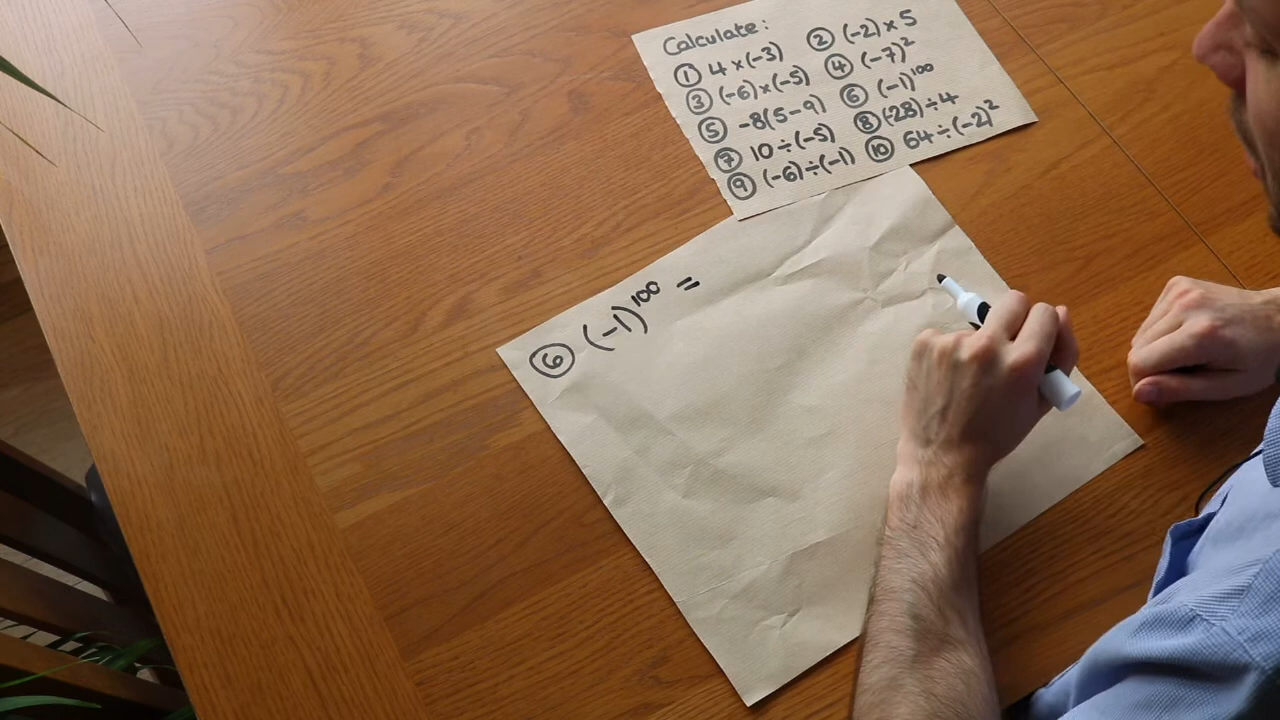 Calculate:
① 4 × (-3) ② (-2) × 5
③ (-6) × (-5) ④ (-7)²
⑤ -8(5-9) ⑥ (-1)¹⁰⁰
⑦ 10 ÷ (-5) ⑧ (-28) ÷ 4
⑨ (-6) ÷ (-1) ⑩ 64 ÷ (-2)²
⑥ (-1)¹⁰⁰ =